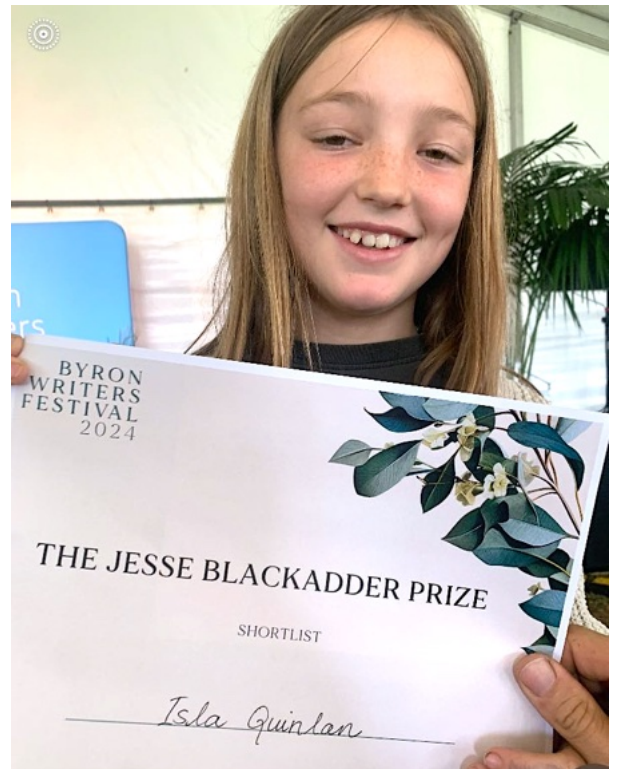 BYRON
WRITERS
FESTIVAL
2024
THE JESSE BLACKADDER PRIZE
SHORTLIST
Isla Quinlan